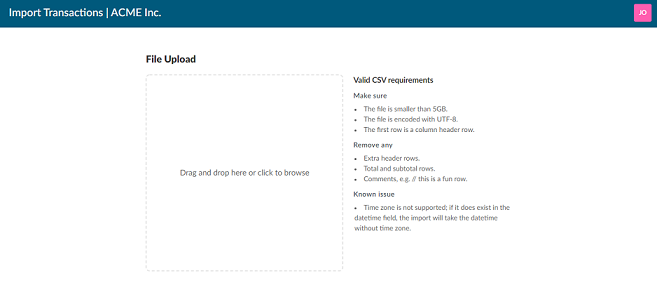 Import Transactions | ACME Inc.
JO
File Upload
Drag and drop here or click to browse
Valid CSV requirements
Make sure
• The file is smaller than 5GB.
• The file is encoded with UTF-8.
• The first row is a column header row.
Remove any
• Extra header rows.
• Total and subtotal rows.
• Comments, e.g. // this is a fun row.
Known issue
• Time zone is not supported; if it does exist in the
datetime field, the import will take the datetime
without time zone.